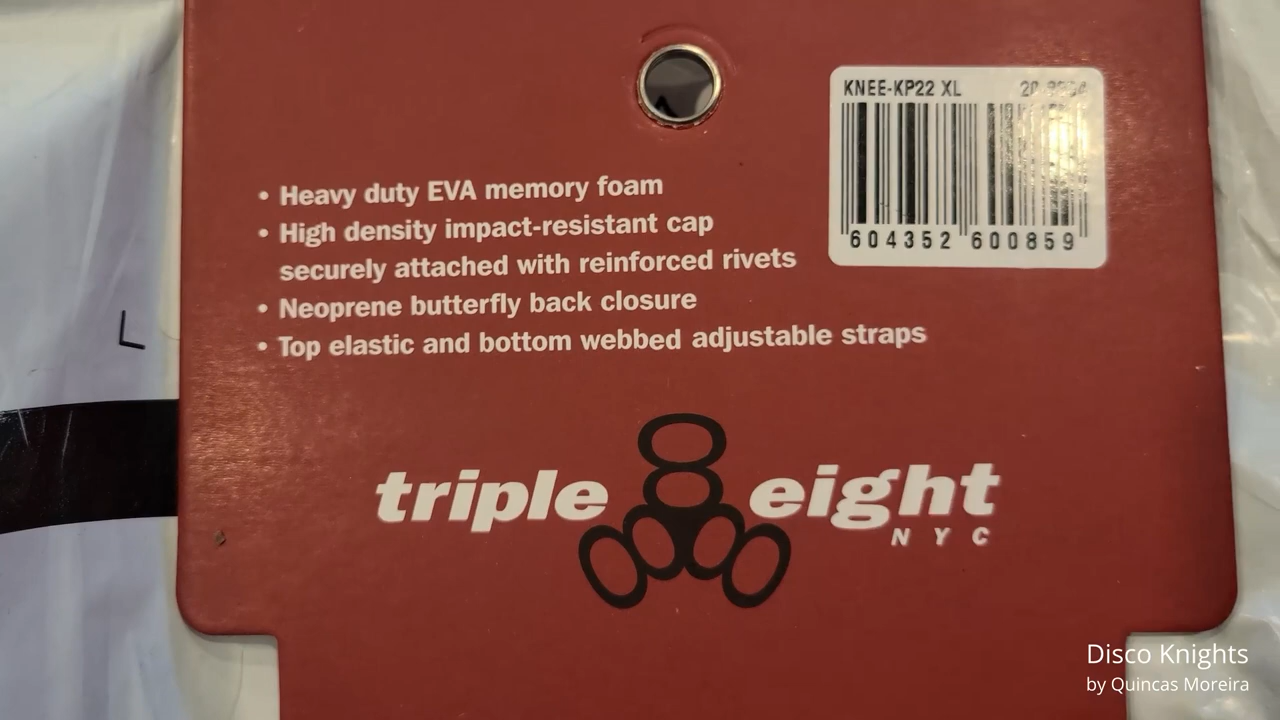 KNEE-KP22 XL
604352 600859
• Heavy duty EVA memory foam
• High density impact-resistant cap
securely attached with reinforced rivets
• Neoprene butterfly back closure
• Top elastic and bottom webbed adjustable straps
L
triple eight
NYC
Disco Knights
by Quincas Moreira